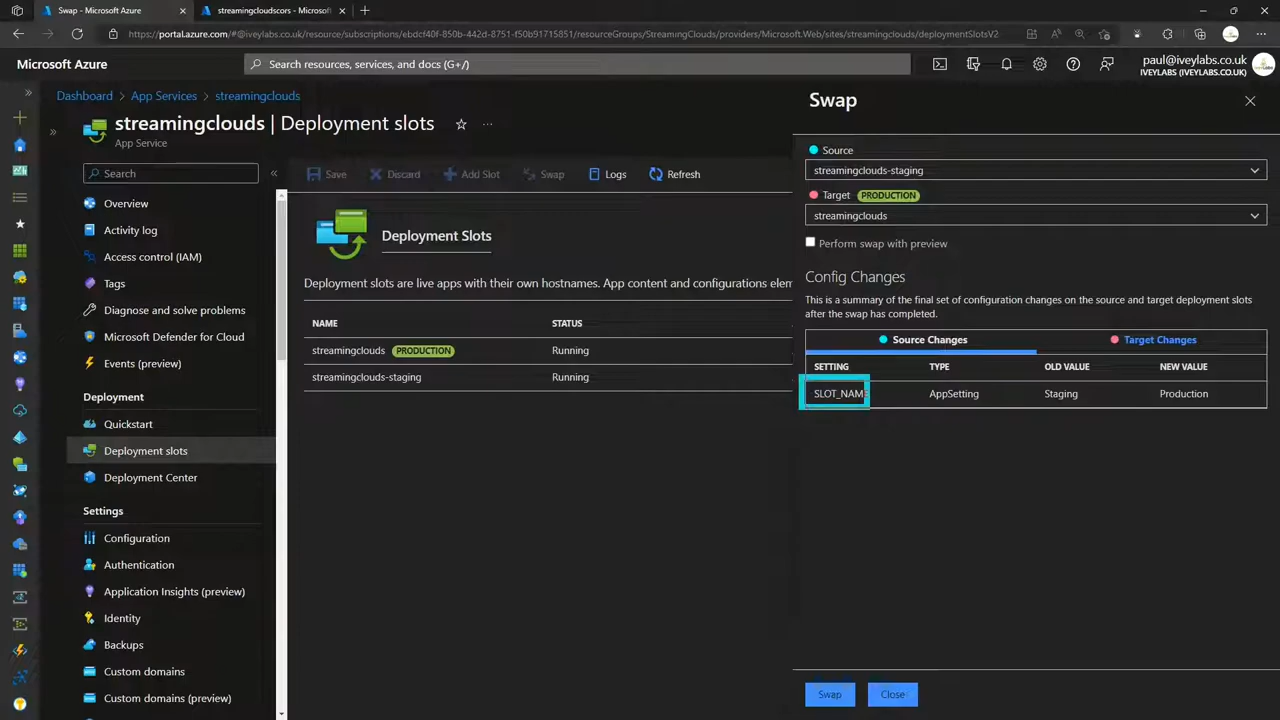 Swap - Microsoft Azure
streamingcloudscors - Microsoft
https://portal.azure.com/#@iveylabs.co.uk/resource/subscriptions/ebdcf40f-850b-442d-8751-f50b91715851/resourceGroups/StreamingClouds/providers/Microsoft.Web/sites/streamingclouds/deploymentSlotsV2
Microsoft Azure
Search resources, services, and docs (G+/)
paul@iveylabs.co.uk
IVEYLABS (IVEYLABS.CO.UK)
Dashboard > App Services > streamingclouds
streamingclouds | Deployment slots
App Service
Search
Overview
Activity log
Access control (IAM)
Tags
Diagnose and solve problems
Microsoft Defender for Cloud
Events (preview)
Deployment
Quickstart
Deployment slots
Deployment Center
Settings
Configuration
Authentication
Application Insights (preview)
Identity
Backups
Custom domains
Custom domains (preview)
Save Discard Add Slot Swap Logs Refresh
Deployment Slots
Deployment slots are live apps with their own hostnames. App content and configurations elem
NAME STATUS
streamingclouds PRODUCTION Running
streamingclouds-staging Running
Swap
Source
streamingclouds-staging
Target PRODUCTION
streamingclouds
Perform swap with preview
Config Changes
This is a summary of the final set of configuration changes on the source and target deployment slots
after the swap has completed.
Source Changes Target Changes
SETTING TYPE OLD VALUE NEW VALUE
SLOT_NAM AppSetting Staging Production
Swap Close